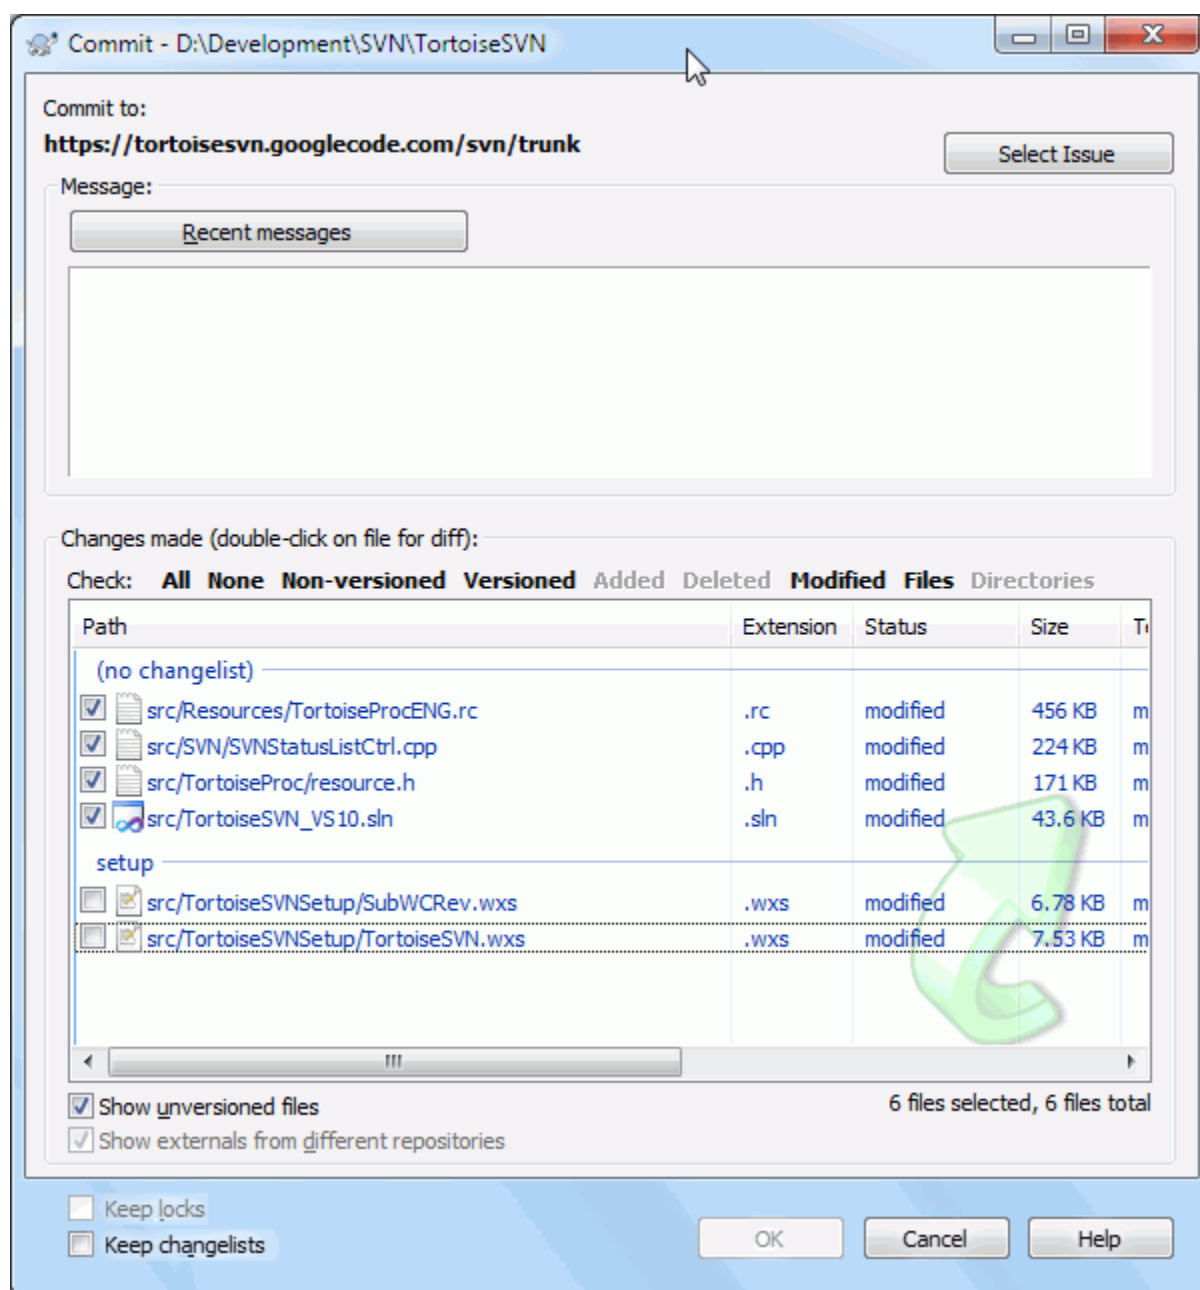 Commit - D:\Development\SVN\TortoiseSVN
Commit to:
https://tortoisesvn.googlecode.com/svn/trunk
Select Issue
Message:
Recent messages
Changes made (double-click on file for diff):
Check: All None Non-versioned Versioned Added Deleted Modified Files Directories
Path Extension Status Size
(no changelist)
src/Resources/TortoiseProcENG.rc .rc modified 456 KB m
src/SVN/SVNStatusListCtrl.cpp .cpp modified 224 KB m
src/TortoiseProc/resource.h .h modified 171 KB m
src/TortoiseSVN_VS10.sln .sln modified 43.6 KB m
setup
src/TortoiseSVNSetup/SubWCRev.wxs .wxs modified 6.78 KB m
src/TortoiseSVNSetup/TortoiseSVN.wxs .wxs modified 7.53 KB m
Show unversioned files
6 files selected, 6 files total
Show externals from different repositories
Keep locks
Keep changelists
OK Cancel Help